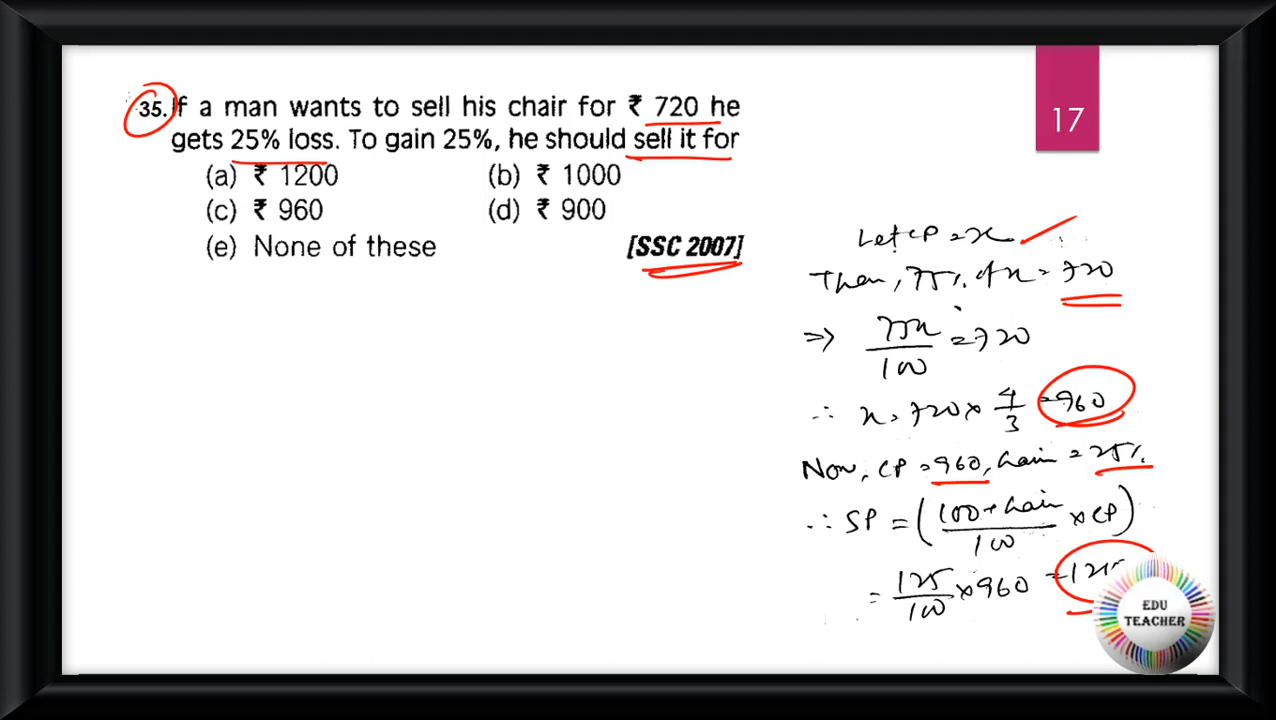 17
35. If a man wants to sell his chair for ₹ 720 he
gets 25% loss. To gain 25%, he should sell it for
(a) ₹ 1200 (b) ₹ 1000
(c) ₹ 960 (d) ₹ 900
(e) None of these [SSC 2007]
Let CP = x
Then, 75% of x = 720
=> 75x/100 = 720
∴ x = 720 × 4/3 = 960
Now, CP = 960, Gain = 25%
∴ SP = (100 + Gain/100 × CP)
= 125/100 × 960 =
EDU
TEACHER